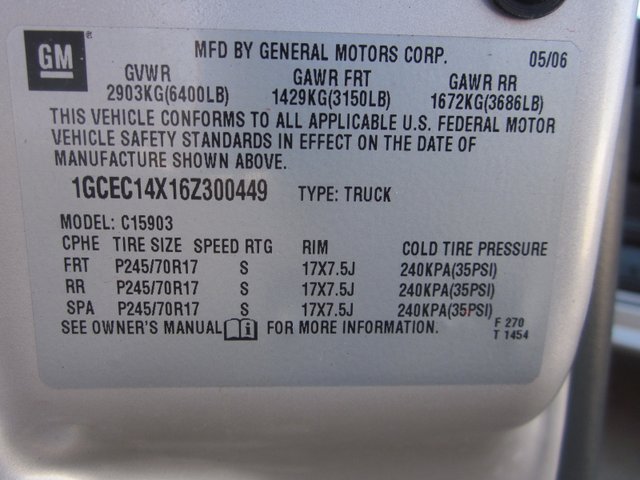 GM ®
MFD BY GENERAL MOTORS CORP. 05/06
GVWR GAWR FRT GAWR RR
2903KG(6400LB) 1429KG(3150LB) 1672KG(3686LB)
THIS VEHICLE CONFORMS TO ALL APPLICABLE U.S. FEDERAL MOTOR
VEHICLE SAFETY STANDARDS IN EFFECT ON THE DATE OF
MANUFACTURE SHOWN ABOVE.
1GCEC14X16Z300449 TYPE: TRUCK
MODEL: C15903
CPHE TIRE SIZE SPEED RTG RIM COLD TIRE PRESSURE
FRT P245/70R17 S 17X7.5J 240KPA(35PSI)
RR P245/70R17 S 17X7.5J 240KPA(35PSI)
SPA P245/70R17 S 17X7.5J 240KPA(35PSI)
SEE OWNER'S MANUAL FOR MORE INFORMATION. F 270
T 1454